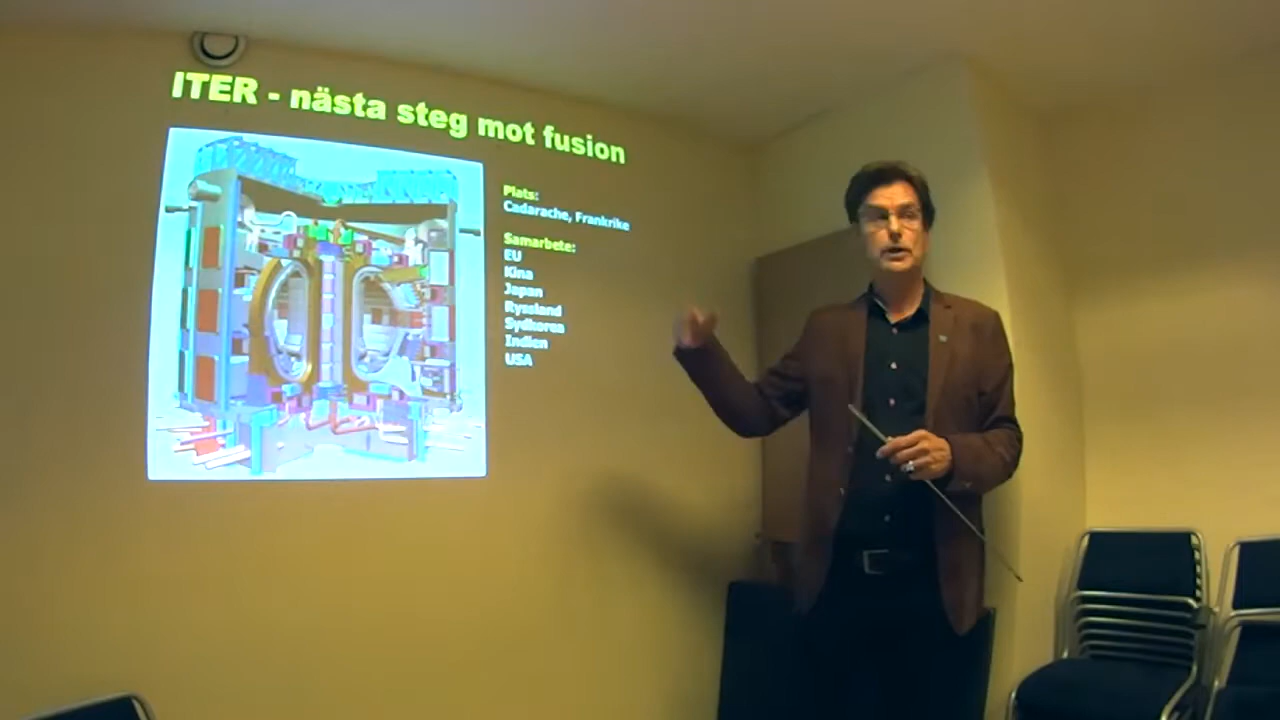 ITER - nästa steg mot fusion
Plats:
Cadarache, Frankrike
Samarbete:
EU
Kina
Japan
Ryssland
Sydkorea
Indien
USA